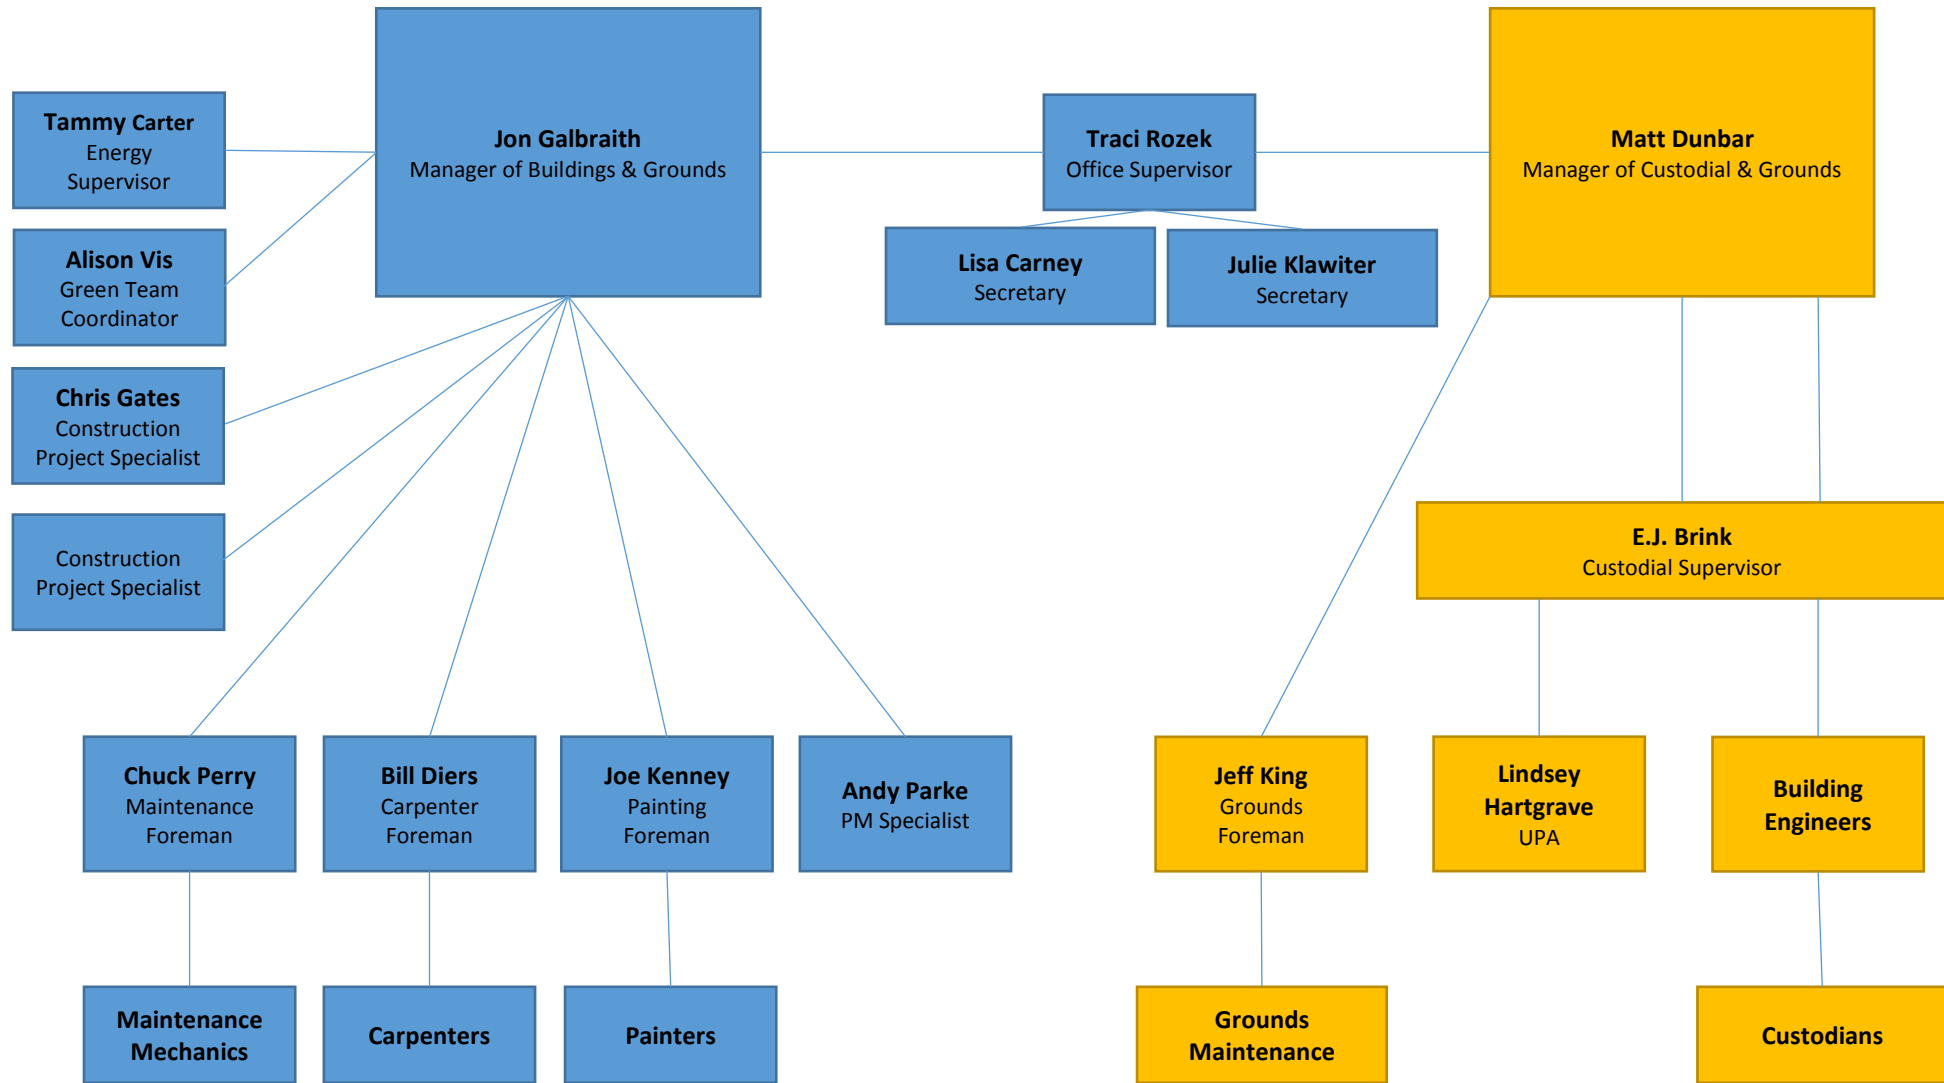 Tammy Carter
Energy
Supervisor
Jon Galbraith
Manager of Buildings & Grounds
Traci Rozek
Office Supervisor
Matt Dunbar
Manager of Custodial & Grounds
Alison Vis
Green Team
Coordinator
Lisa Carney
Secretary
Julie Klawiter
Secretary
Chris Gates
Construction
Project Specialist
Construction
Project Specialist
E.J. Brink
Custodial Supervisor
Chuck Perry
Maintenance
Foreman
Bill Diers
Carpenter
Foreman
Joe Kenney
Painting
Foreman
Andy Parke
PM Specialist
Jeff King
Grounds
Foreman
Lindsey
Hartgrave
UPA
Building
Engineers
Maintenance
Mechanics
Carpenters
Painters
Grounds
Maintenance
Custodians